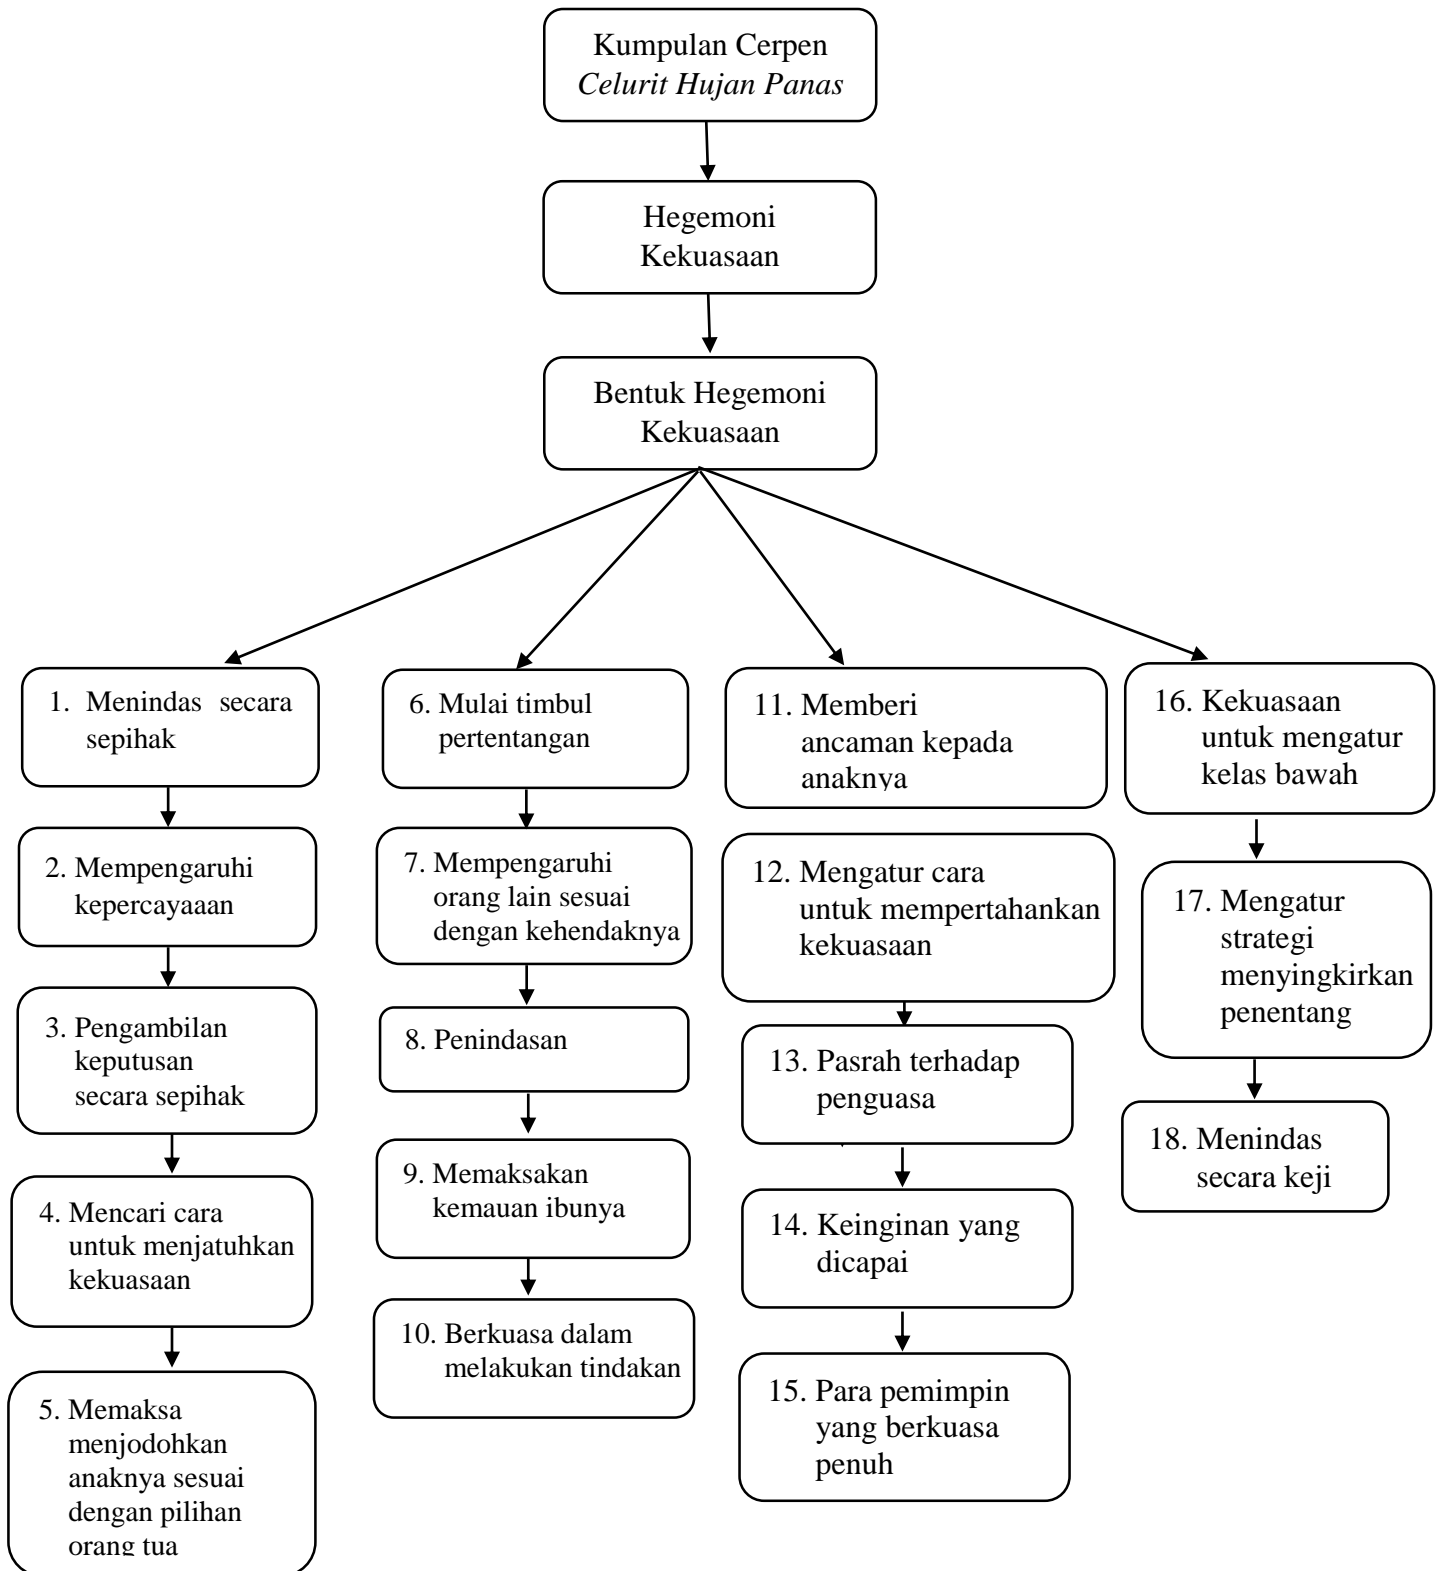 Kumpulan Cerpen
Celurit Hujan Panas
Hegemoni
Kekuasaan
Bentuk Hegemoni
Kekuasaan
1. Menindas secara
sepihak
2. Mempengaruhi
kepercayaaan
3. Pengambilan
keputusan
secara sepihak
4. Mencari cara
untuk menjatuhkan
kekuasaan
5. Memaksa
menjodohkan
anaknya sesuai
dengan pilihan
orang tua
6. Mulai timbul
pertentangan
7. Mempengaruhi
orang lain sesuai
dengan kehendaknya
8. Penindasan
9. Memaksakan
kemauan ibunya
10. Berkuasa dalam
melakukan tindakan
11. Memberi
ancaman kepada
anaknya
12. Mengatur cara
untuk mempertahankan
kekuasaan
13. Pasrah terhadap
penguasa
14. Keinginan yang
dicapai
15. Para pemimpin
yang berkuasa
penuh
16. Kekuasaan
untuk mengatur
kelas bawah
17. Mengatur
strategi
menyingkirkan
penentang
18. Menindas
secara keji